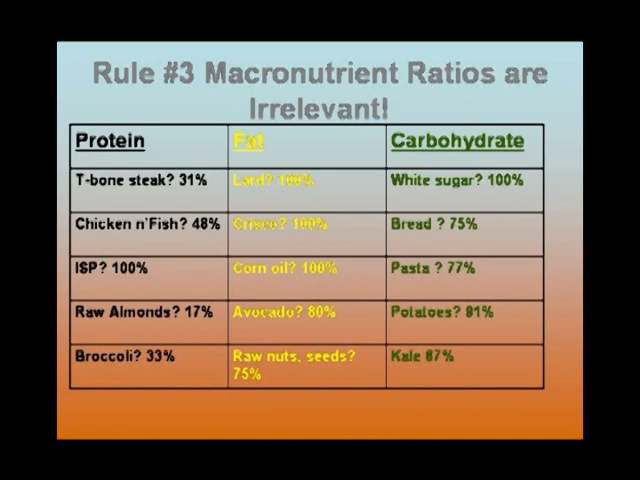 Rule #3 Macronutrient Ratios are
Irrelevant!
Protein Fat Carbohydrate
T-bone steak? 31% Lard? 100% White sugar? 100%
Chicken n'Fish? 48% Crisco? 100% Bread ? 75%
ISP? 100% Corn oil? 100% Pasta ? 77%
Raw Almonds? 17% Avocado? 80% Potatoes? 91%
Broccoli? 33% Raw nuts, seeds? Kale 67%
75%